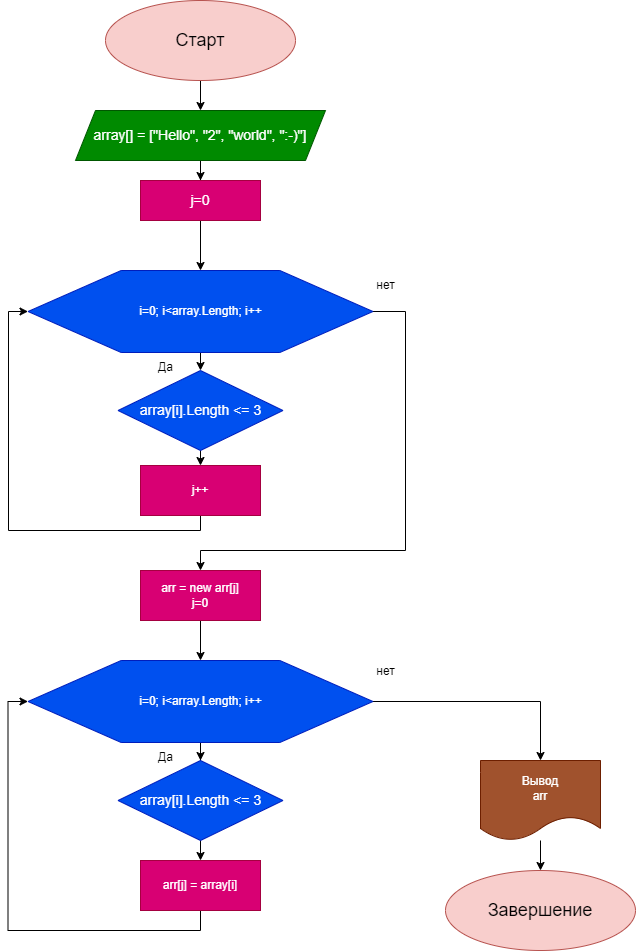 Старт
array[] = ["Hello", "2", "world", ":-)"]
j=0
i=0; i<array.Length; i++
нет
Да
array[i].Length <= 3
j++
arr = new arr[j]
j=0
i=0; i<array.Length; i++
нет
Да
array[i].Length <= 3
arr[j] = array[i]
Вывод
arr
Завершение